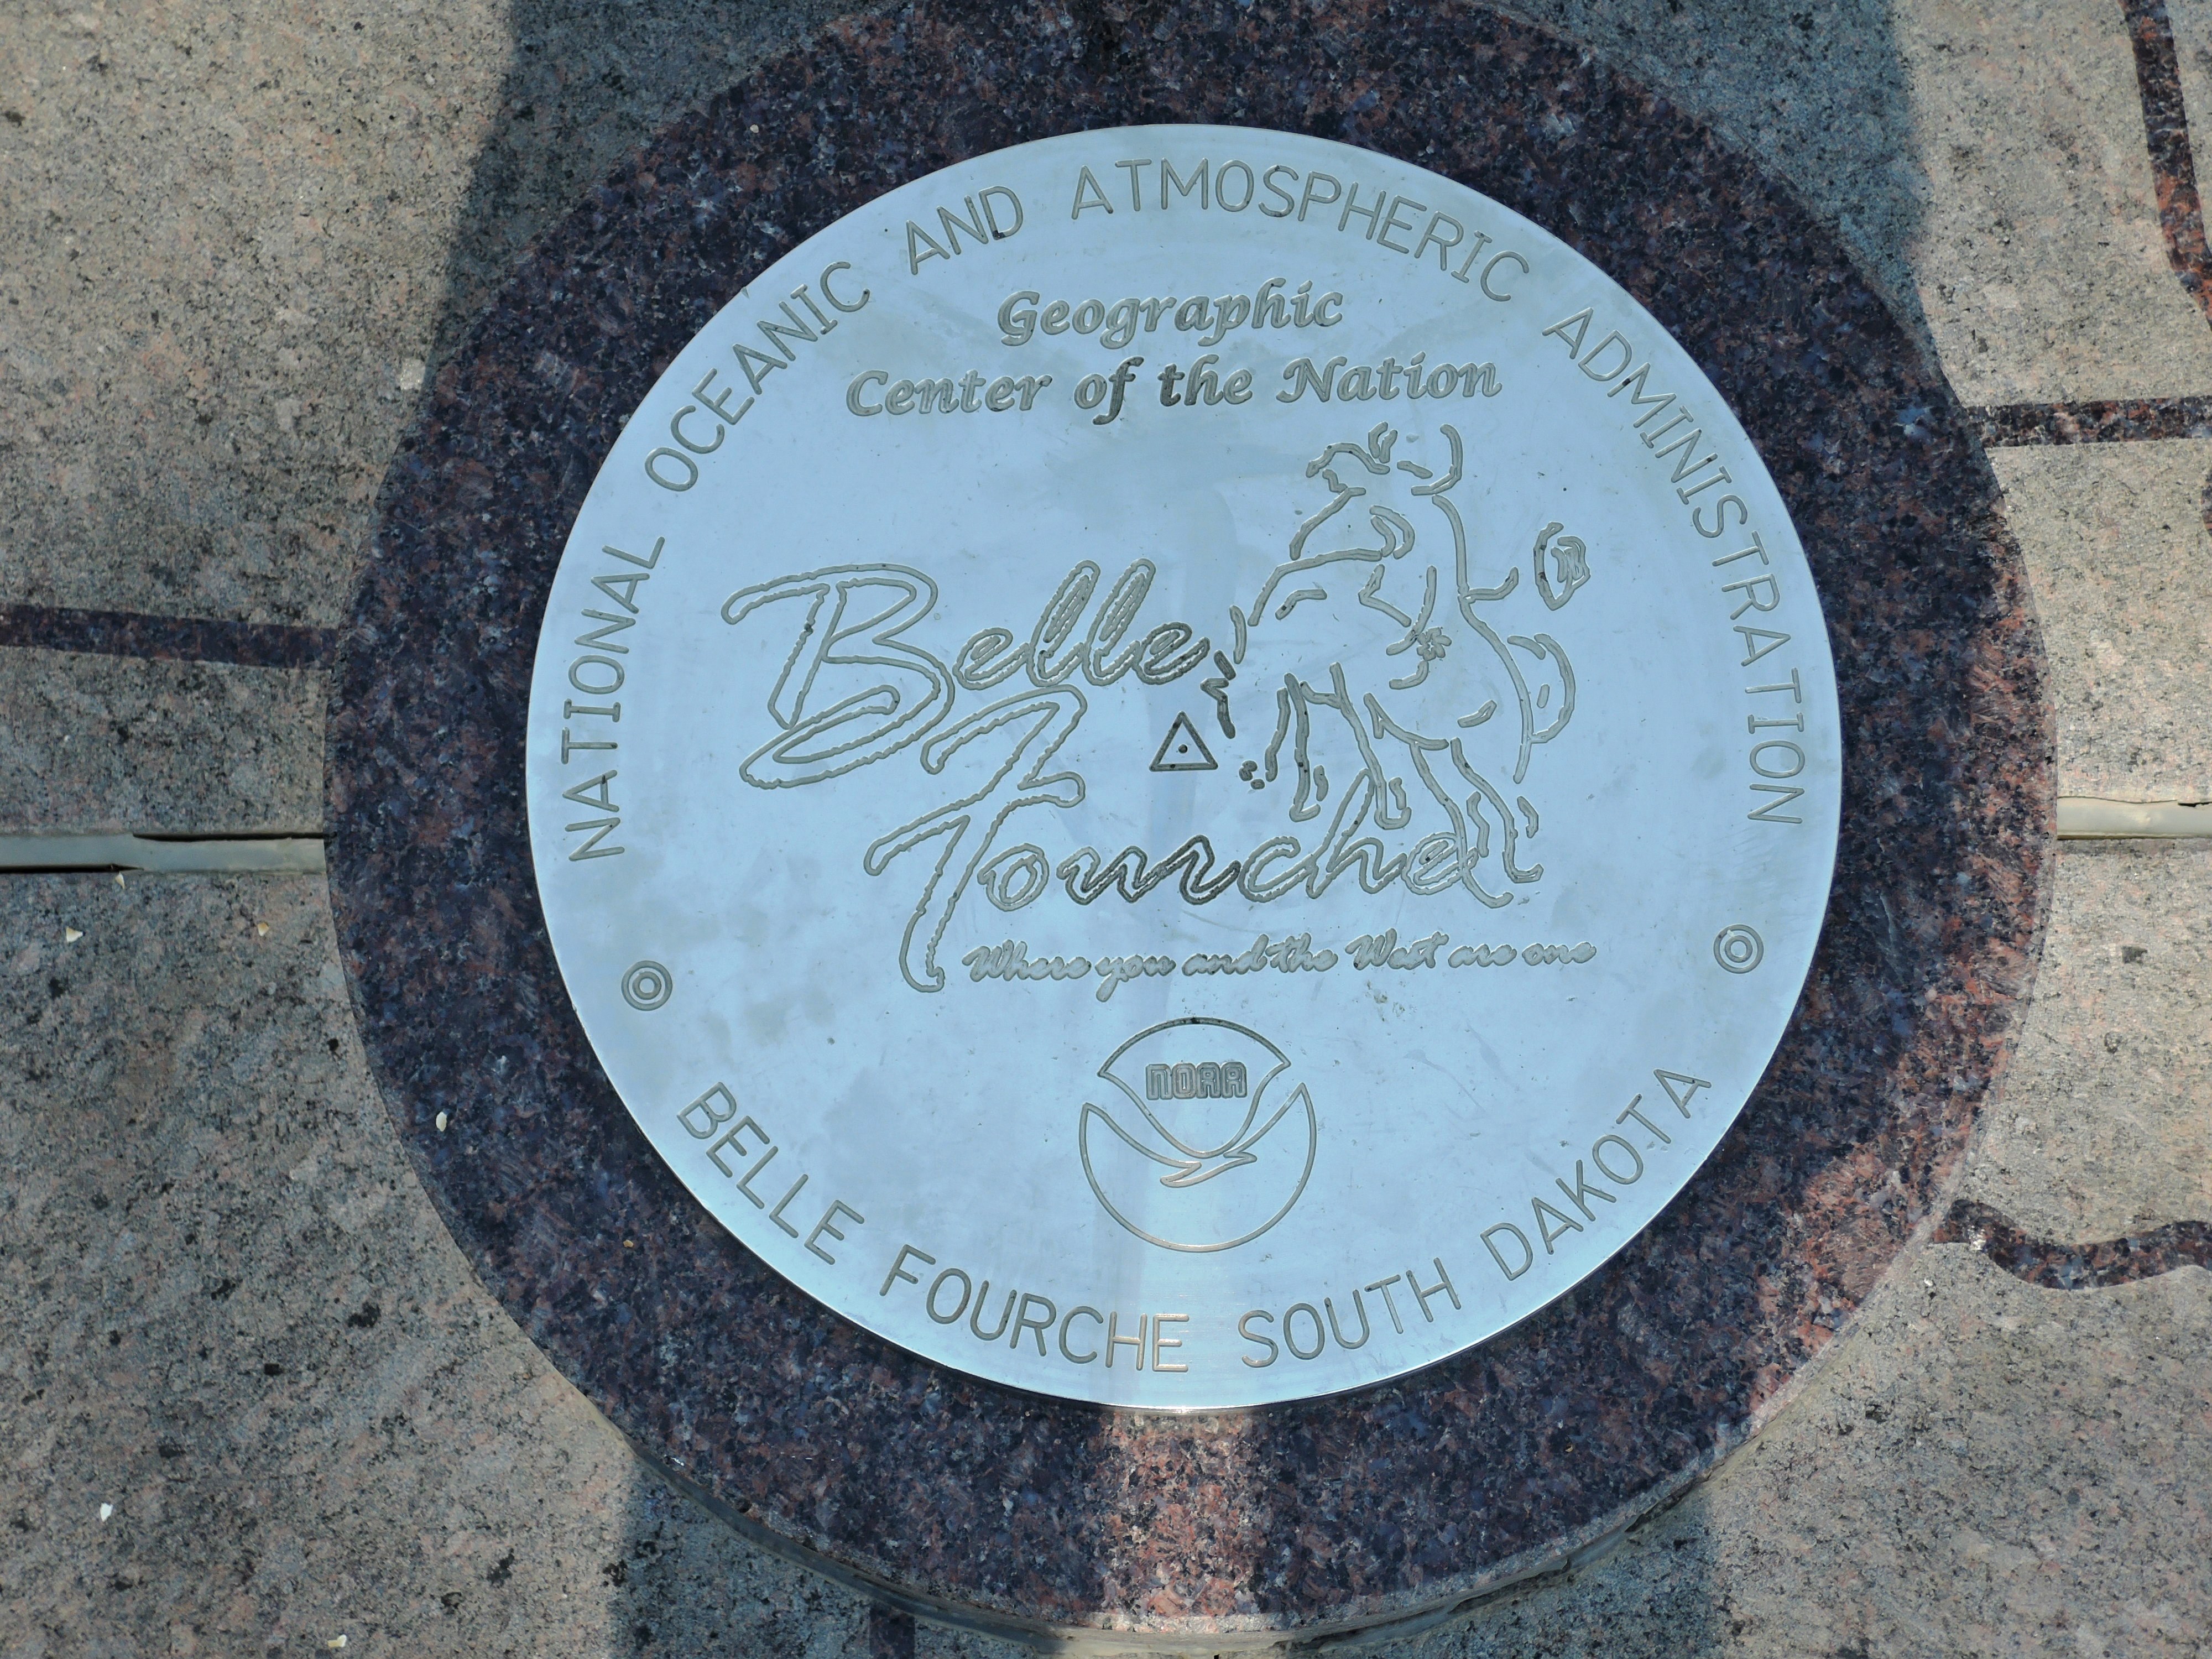 NATIONAL OCEANIC AND ATMOSPHERIC ADMINISTRATION
Geographic
Center of the Nation
Belle
Fourche
Where you and the West are one
NOAA
BELLE FOURCHE SOUTH DAKOTA